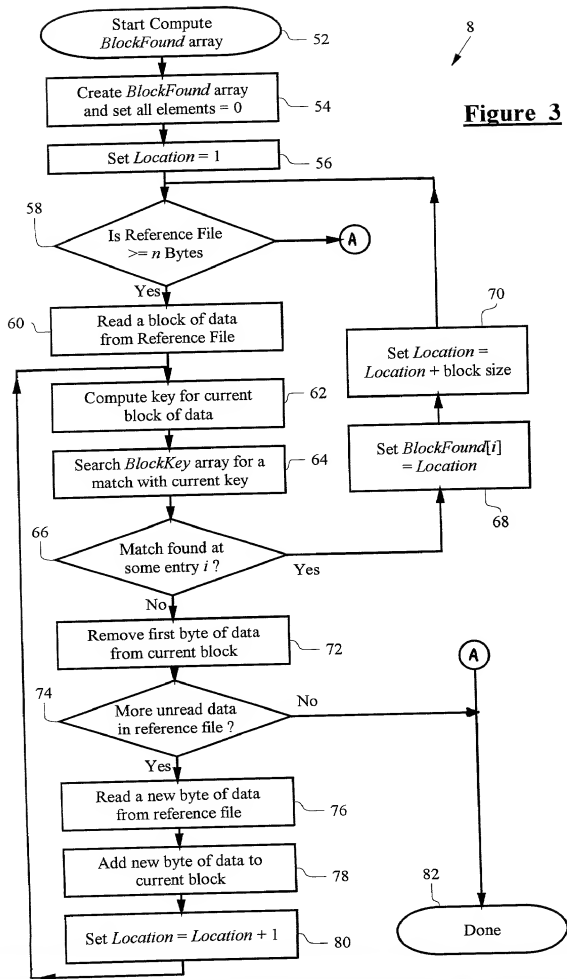 Start Compute
BlockFound array
52
8
Figure 3
Create BlockFound array
and set all elements = 0
54
Set Location = 1
56
58
Is Reference File
>= n Bytes
A
Yes
60
Read a block of data
from Reference File
70
Set Location =
Location + block size
Compute key for current
block of data
62
Search BlockKey array for a
match with current key
64
Set BlockFound[i]
= Location
68
66
Match found at
some entry i ?
Yes
No
Remove first byte of data
from current block
72
A
74
More unread data
in reference file ?
No
Yes
Read a new byte of data
from reference file
76
Add new byte of data to
current block
78
82
Done
Set Location = Location + 1
80